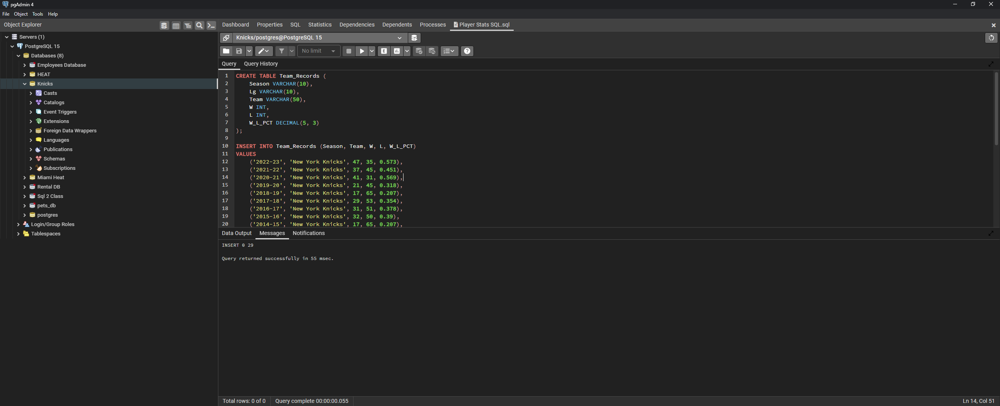 pgAdmin 4
File Object Tools Help
Object Explorer
Dashboard Properties SQL Statistics Dependencies Dependents Processes Player Stats SQL.sql
Servers (1)
PostgreSQL 15
Databases (8)
Employees Database
HEAT
Knicks
Casts
Catalogs
Event Triggers
Extensions
Foreign Data Wrappers
Languages
Publications
Schemas
Subscriptions
Miami Heat
Rental DB
Sql 2 Class
pets_db
postgres
Login/Group Roles
Tablespaces
Knicks/postgres@PostgreSQL 15
No limit
E
Query Query History
1 CREATE TABLE Team_Records (
2 Season VARCHAR(10),
3 Lg VARCHAR(10),
4 Team VARCHAR(50),
5 W INT,
6 L INT,
7 W_L_PCT DECIMAL(5, 3)
8 );
9
10 INSERT INTO Team_Records (Season, Team, W, L, W_L_PCT)
11 VALUES
12 ('2022-23', 'New York Knicks', 47, 35, 0.573),
13 ('2021-22', 'New York Knicks', 37, 45, 0.451),
14 ('2020-21', 'New York Knicks', 41, 31, 0.569),
15 ('2019-20', 'New York Knicks', 21, 45, 0.318),
16 ('2018-19', 'New York Knicks', 17, 65, 0.207),
17 ('2017-18', 'New York Knicks', 29, 53, 0.354),
18 ('2016-17', 'New York Knicks', 31, 51, 0.378),
19 ('2015-16', 'New York Knicks', 32, 50, 0.39),
20 ('2014-15', 'New York Knicks', 17, 65, 0.207),
Data Output Messages Notifications
INSERT 0 29
Query returned successfully in 55 msec.
Total rows: 0 of 0 Query complete 00:00:00.055 Ln 14, Col 51